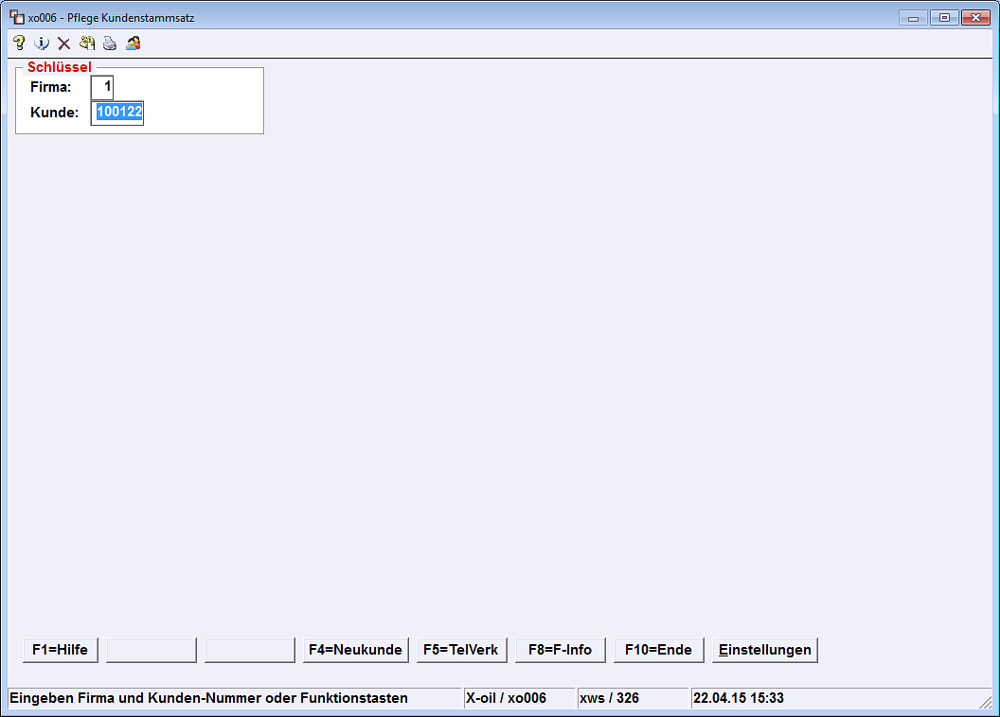 xo006 - Pflege Kundenstammsatz
Schlüssel
Firma: 1
Kunde: 100122
F1=Hilfe F4=Neukunde F5=TelVerk F8=F-Info F10=Ende Einstellungen
Eingeben Firma und Kunden-Nummer oder Funktionstasten X-oil / xo006 xws / 326 22.04.15 15:33